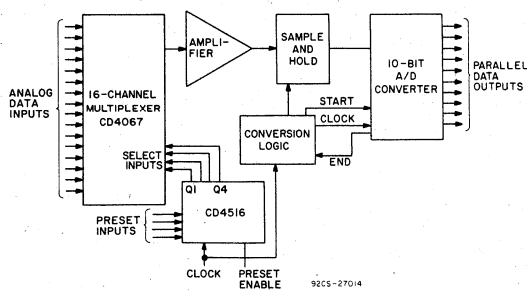 ANALOG
DATA
INPUTS
16-CHANNEL
MULTIPLEXER
CD4067
AMPLI-
FIER
SAMPLE
AND
HOLD
10-BIT
A/D
CONVERTER
PARALLEL
DATA
OUTPUTS
START
CLOCK
CONVERSION
LOGIC
END
SELECT
INPUTS
Q1 Q4
CD4516
PRESET
INPUTS
CLOCK
PRESET
ENABLE
92CS-27014